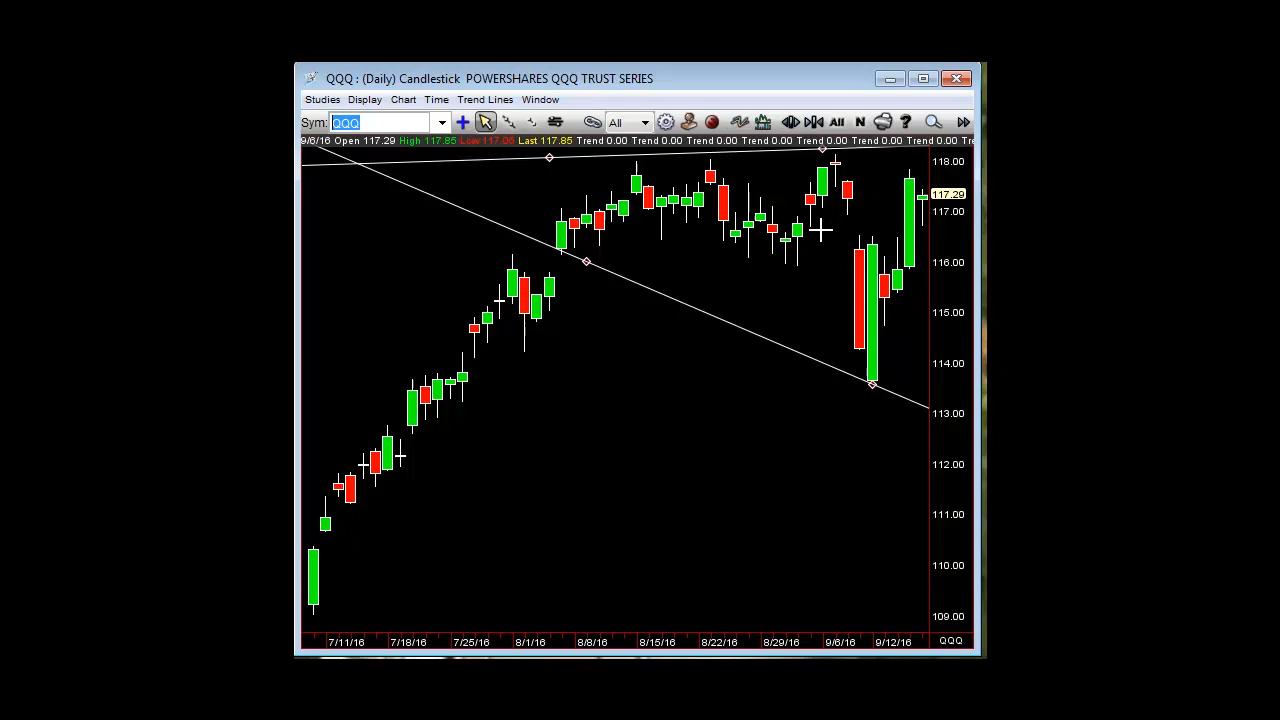 QQQ : (Daily) Candlestick POWERSHARES QQQ TRUST SERIES
Studies Display Chart Time Trend Lines Window
Sym: QQQ All All N ?
9/6/16 Open 117.29 High 117.85 Low 117.06 Last 117.85 Trend 0.00 Trend 0.00 Trend 0.00 Trend 0.00 Trend 0.00 Trend 0.00 Trend 0.00 Tre
118.00
117.29
117.00
116.00
115.00
114.00
113.00
112.00
111.00
110.00
109.00
7/11/16 7/18/16 7/25/16 8/1/16 8/8/16 8/15/16 8/22/16 8/29/16 9/6/16 9/12/16 QQQ